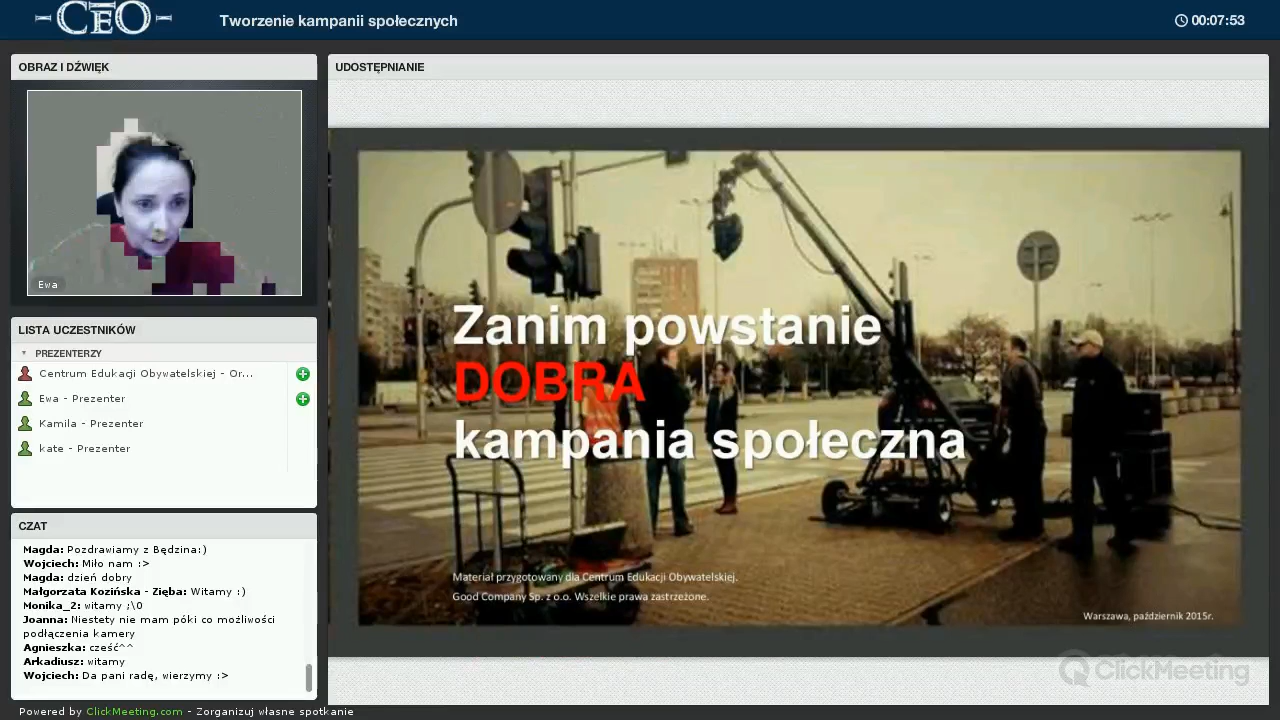 CEO
Tworzenie kampanii społecznych
00:07:53
OBRAZ I DŹWIĘK
Ewa
LISTA UCZESTNIKÓW
PREZENTERZY
Centrum Edukacji Obywatelskiej - Or...
Ewa - Prezenter
Kamila - Prezenter
kate - Prezenter
CZAT
Magda: Pozdrawiamy z Będzina:)
Wojciech: Miło nam :>
Magda: dzień dobry
Małgorzata Kozińska - Zięba: Witamy :)
Monika_2: witamy ;\0
Joanna: Niestety nie mam póki co możliwości
podłączenia kamery
Agnieszka: cześć^^
Arkadiusz: witamy
Wojciech: Da pani radę, wierzymy :>
UDOSTĘPNIANIE
Zanim powstanie
DOBRA
kampania społeczna
Materiał przygotowany dla Centrum Edukacji Obywatelskiej.
Good Company Sp. z o.o. Wszelkie prawa zastrzeżone.
Warszawa, październik 2015r.
ClickMeeting
Powered by ClickMeeting.com - Zorganizuj własne spotkanie